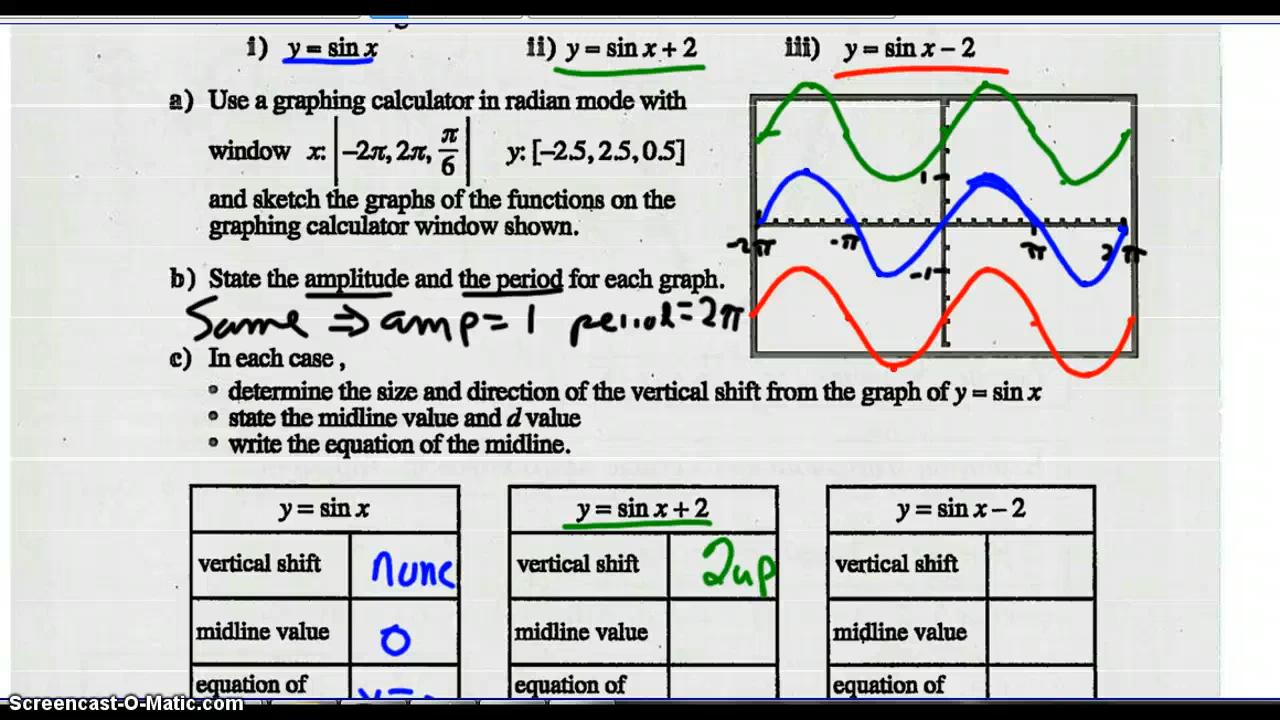 i) y = sin x ii) y = sin x + 2 iii) y = sin x − 2
a) Use a graphing calculator in radian mode with
window x: |−2π, 2π, π/6| y: [−2.5, 2.5, 0.5]
and sketch the graphs of the functions on the
graphing calculator window shown.
1
-2π -π π 2π
-1
b) State the amplitude and the period for each graph.
Same ⇒ amp = 1 period = 2π
c) In each case ,
• determine the size and direction of the vertical shift from the graph of y = sin x
• state the midline value and d value
• write the equation of the midline.
y = sin x y = sin x + 2 y = sin x − 2
vertical shift none vertical shift 2 up vertical shift
midline value 0 midline value midline value
equation of y = equation of equation of
Screencast-O-Matic.com